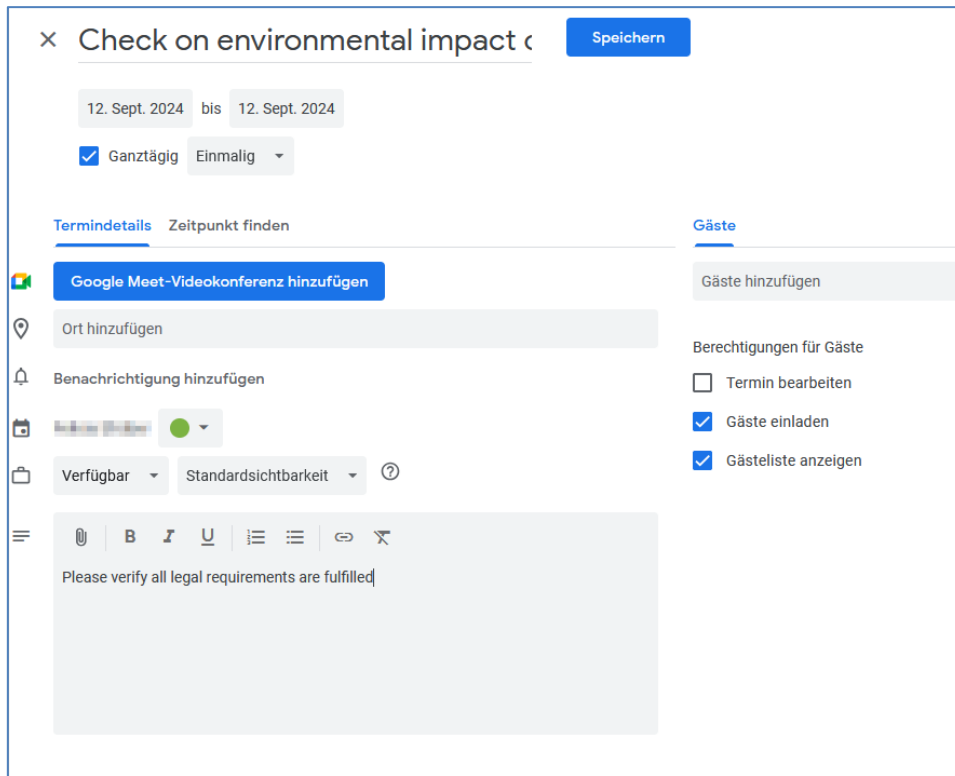 Check on environmental impact
Speichern
12. Sept. 2024 bis 12. Sept. 2024
Ganztägig Einmalig
Termindetails Zeitpunkt finden
Gäste
Google Meet-Videokonferenz hinzufügen
Gäste hinzufügen
Ort hinzufügen
Berechtigungen für Gäste
Benachrichtigung hinzufügen
Termin bearbeiten
Gäste einladen
Verfügbar Standardsichtbarkeit
Gästeliste anzeigen
B I U
Please verify all legal requirements are fulfilled